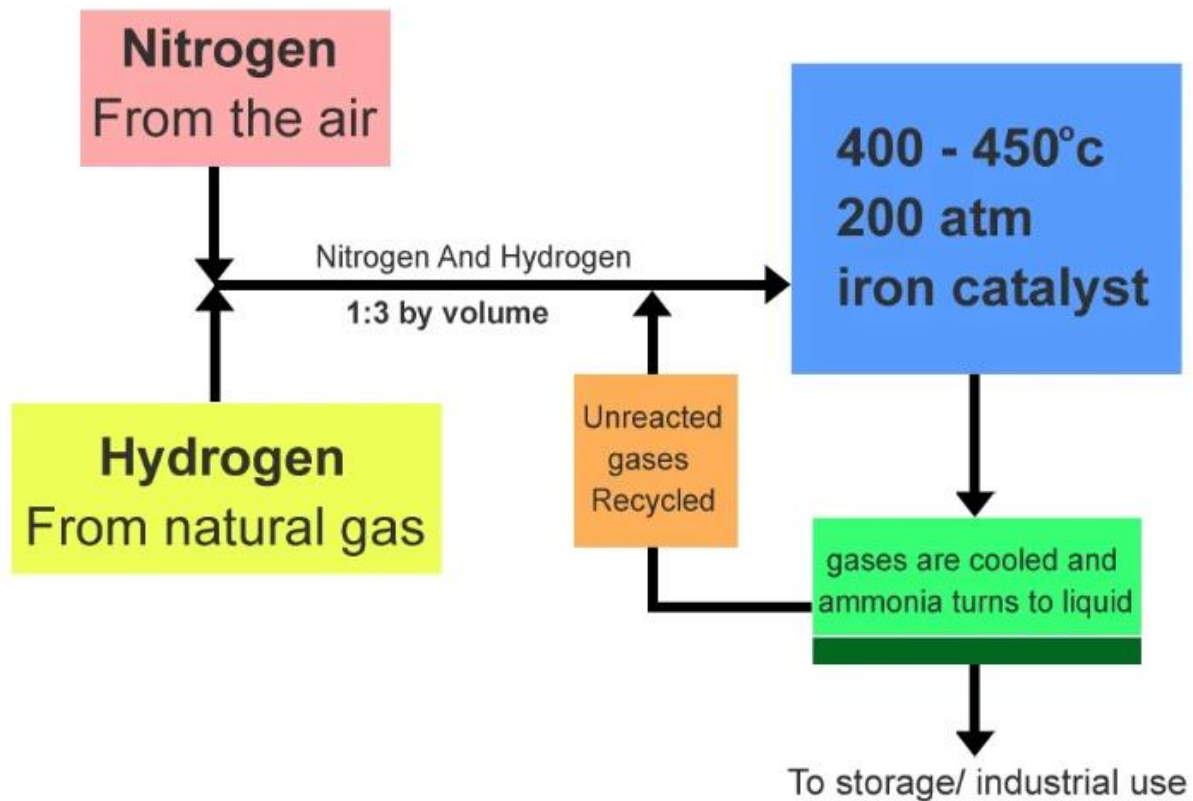 Nitrogen
From the air
400 - 450°c
200 atm
iron catalyst
Nitrogen And Hydrogen
1:3 by volume
Hydrogen
From natural gas
Unreacted
gases
Recycled
gases are cooled and
ammonia turns to liquid
To storage/ industrial use